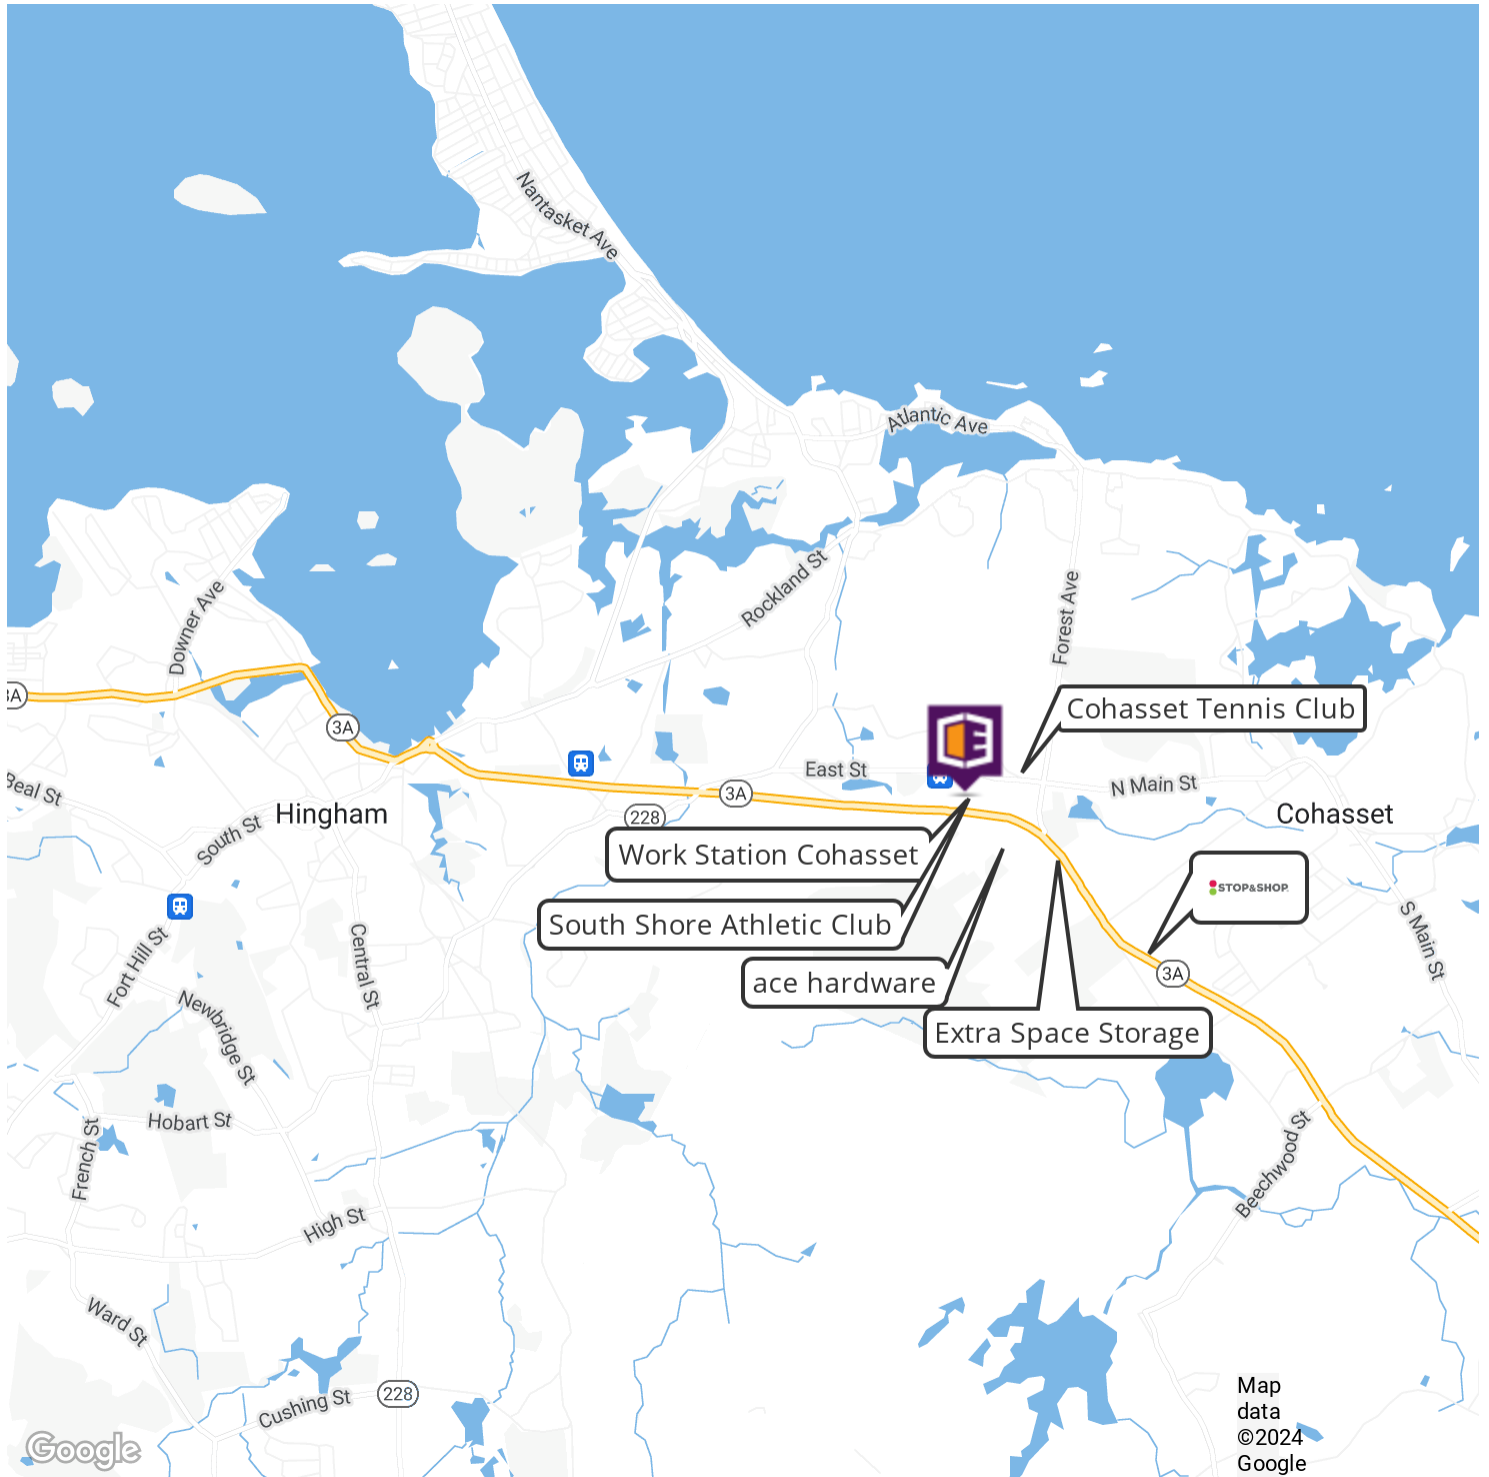 Nantasket Ave
Atlantic Ave
Rockland St
Downer Ave
Forest Ave
3A
3A
Cohasset Tennis Club
Beal St
East St
N Main St
3A
228
Hingham
Cohasset
South St
Work Station Cohasset
STOP&SHOP
South Shore Athletic Club
S Main St
Fort Hill St
Central St
ace hardware
3A
Newbridge St
Extra Space Storage
Hobart St
French St
Beechwood St
High St
Ward St
Cushing St
228
Google
Map
data
©2024
Google